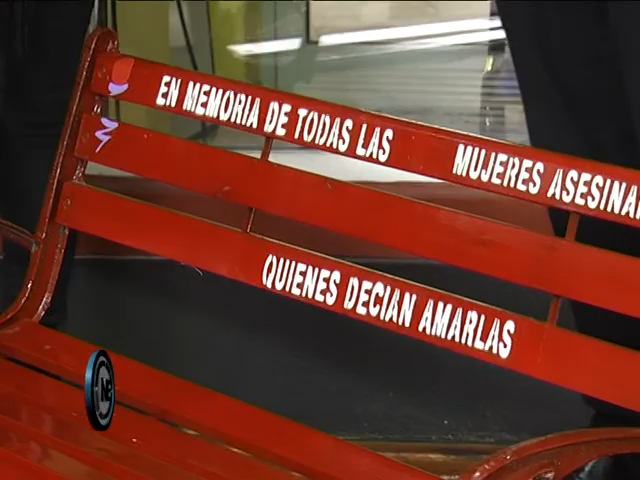 EN MEMORIA DE TODAS LAS MUJERES ASESINA
QUIENES DECIAN AMARLAS